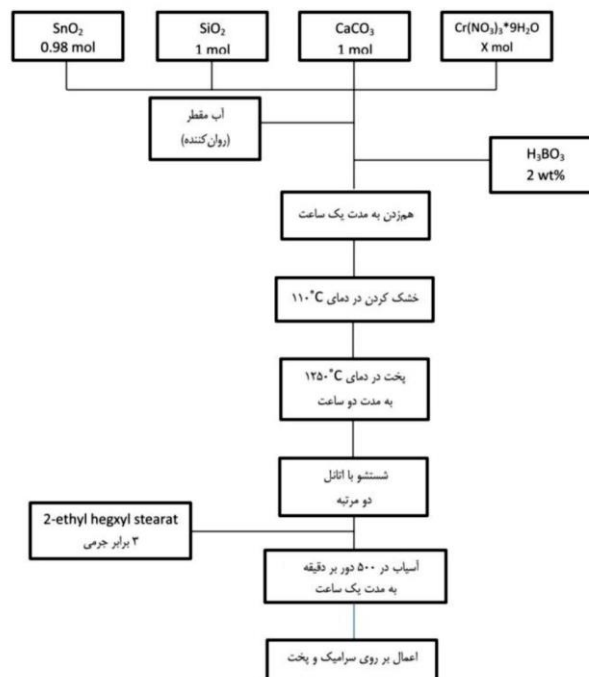 SnO₂
0.98 mol
SiO₂
1 mol
CaCO₃
1 mol
Cr(NO₃)₃*9H₂O
X mol
آب مقطر
(روان‌کننده)
H₃BO₃
2 wt%
هم‌زدن به مدت یک ساعت
خشک کردن در دمای ۱۱۰°C
پخت در دمای ۱۲۵۰°C
به مدت دو ساعت
شستشو با اتانل
دو مرتبه
2-ethyl hegxyl stearat
۳ برابر جرمی
آسیاب در ۵۰۰ دور بر دقیقه
به مدت یک ساعت
اعمال بر روی سرامیک و پخت